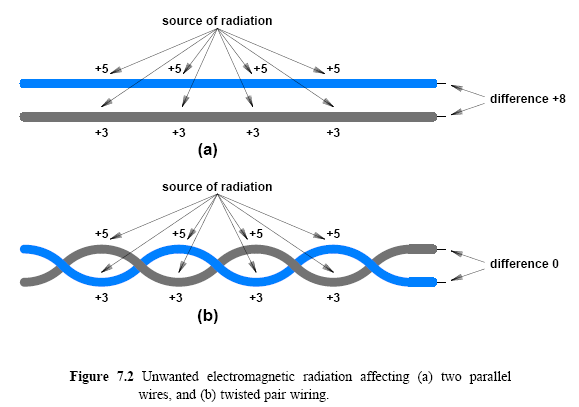 source of radiation
+5 +5 +5 +5
difference +8
+3 +3 +3 +3
(a)
source of radiation
+5 +5 +5 +5
difference 0
+3 +3 +3 +3
(b)
Figure 7.2 Unwanted electromagnetic radiation affecting (a) two parallel
wires, and (b) twisted pair wiring.